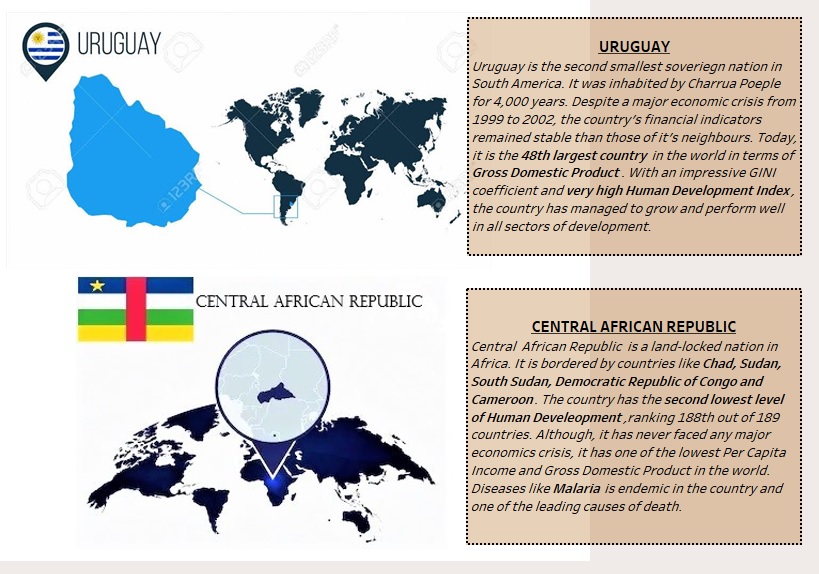 URUGUAY
URUGUAY
Uruguay is the second smallest soveriegn nation in
South America. It was inhabited by Charrua Poeple
for 4,000 years. Despite a major economic crisis from
1999 to 2002, the country's financial indicators
remained stable than those of it's neighbours. Today,
it is the 48th largest country in the world in terms of
Gross Domestic Product. With an impressive GINI
coefficient and very high Human Development Index,
the country has managed to grow and perform well
in all sectors of development.
CENTRAL AFRICAN REPUBLIC
CENTRAL AFRICAN REPUBLIC
Central African Republic is a land-locked nation in
Africa. It is bordered by countries like Chad, Sudan,
South Sudan, Democratic Republic of Congo and
Cameroon. The country has the second lowest level
of Human Develeopment,ranking 188th out of 189
countries. Although, it has never faced any major
economics crisis, it has one of the lowest Per Capita
Income and Gross Domestic Product in the world.
Diseases like Malaria is endemic in the country and
one of the leading causes of death.